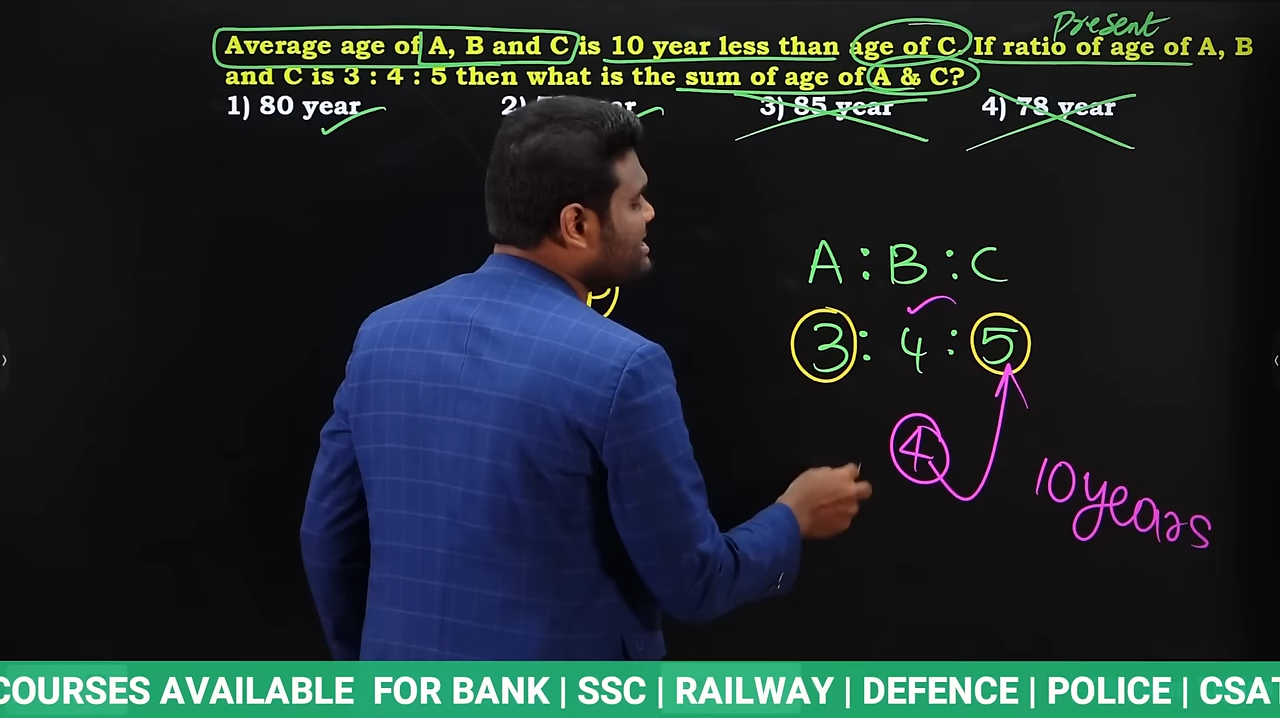 present
Average age of A, B and C is 10 year less than age of C. If ratio of age of A, B
and C is 3 : 4 : 5 then what is the sum of age of A & C?
1) 80 year 2) 3) 85 year 4) 78 year
A : B : C
3 : 4 : 5
4
10 years
COURSES AVAILABLE FOR BANK | SSC | RAILWAY | DEFENCE | POLICE | CSAT